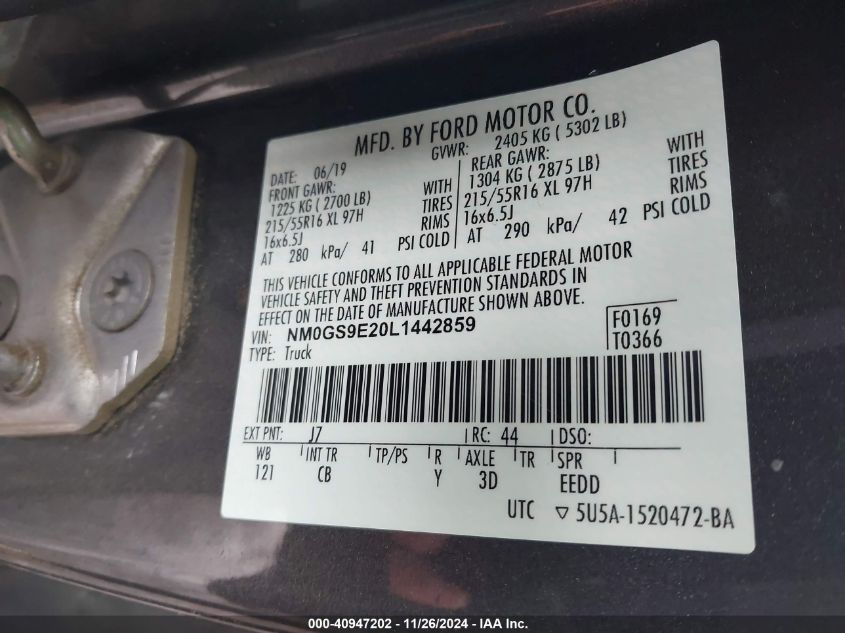 MFD. BY FORD MOTOR CO.
DATE: 06/19 GVWR: 2405 KG ( 5302 LB)
FRONT GAWR: REAR GAWR:
1225 KG ( 2700 LB) WITH 1304 KG ( 2875 LB) WITH
215/55R16 XL 97H TIRES 215/55R16 XL 97H TIRES
16x6.5J RIMS 16x6.5J RIMS
AT 280 kPa/ 41 PSI COLD AT 290 kPa/ 42 PSI COLD
THIS VEHICLE CONFORMS TO ALL APPLICABLE FEDERAL MOTOR
VEHICLE SAFETY AND THEFT PREVENTION STANDARDS IN
EFFECT ON THE DATE OF MANUFACTURE SHOWN ABOVE.
VIN: NM0GS9E20L1442859 F0169
TYPE: Truck T0366
EXT PNT: J7 RC: 44 DSO:
WB INT TR TP/PS R AXLE TR SPR
121 CB Y 3D EEDD
UTC ▽ 5U5A-1520472-BA
000-40947202 - 11/26/2024 - IAA Inc.